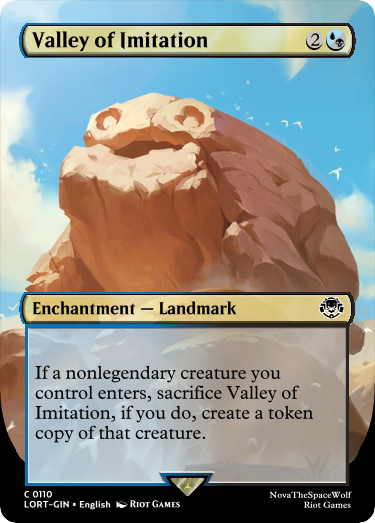 Valley of Imitation 2
Enchantment — Landmark
If a nonlegendary creature you
control enters, sacrifice Valley of
Imitation, if you do, create a token
copy of that creature.
C 0110
LORT-GIN • English Riot Games
NovaTheSpaceWolf
Riot Games